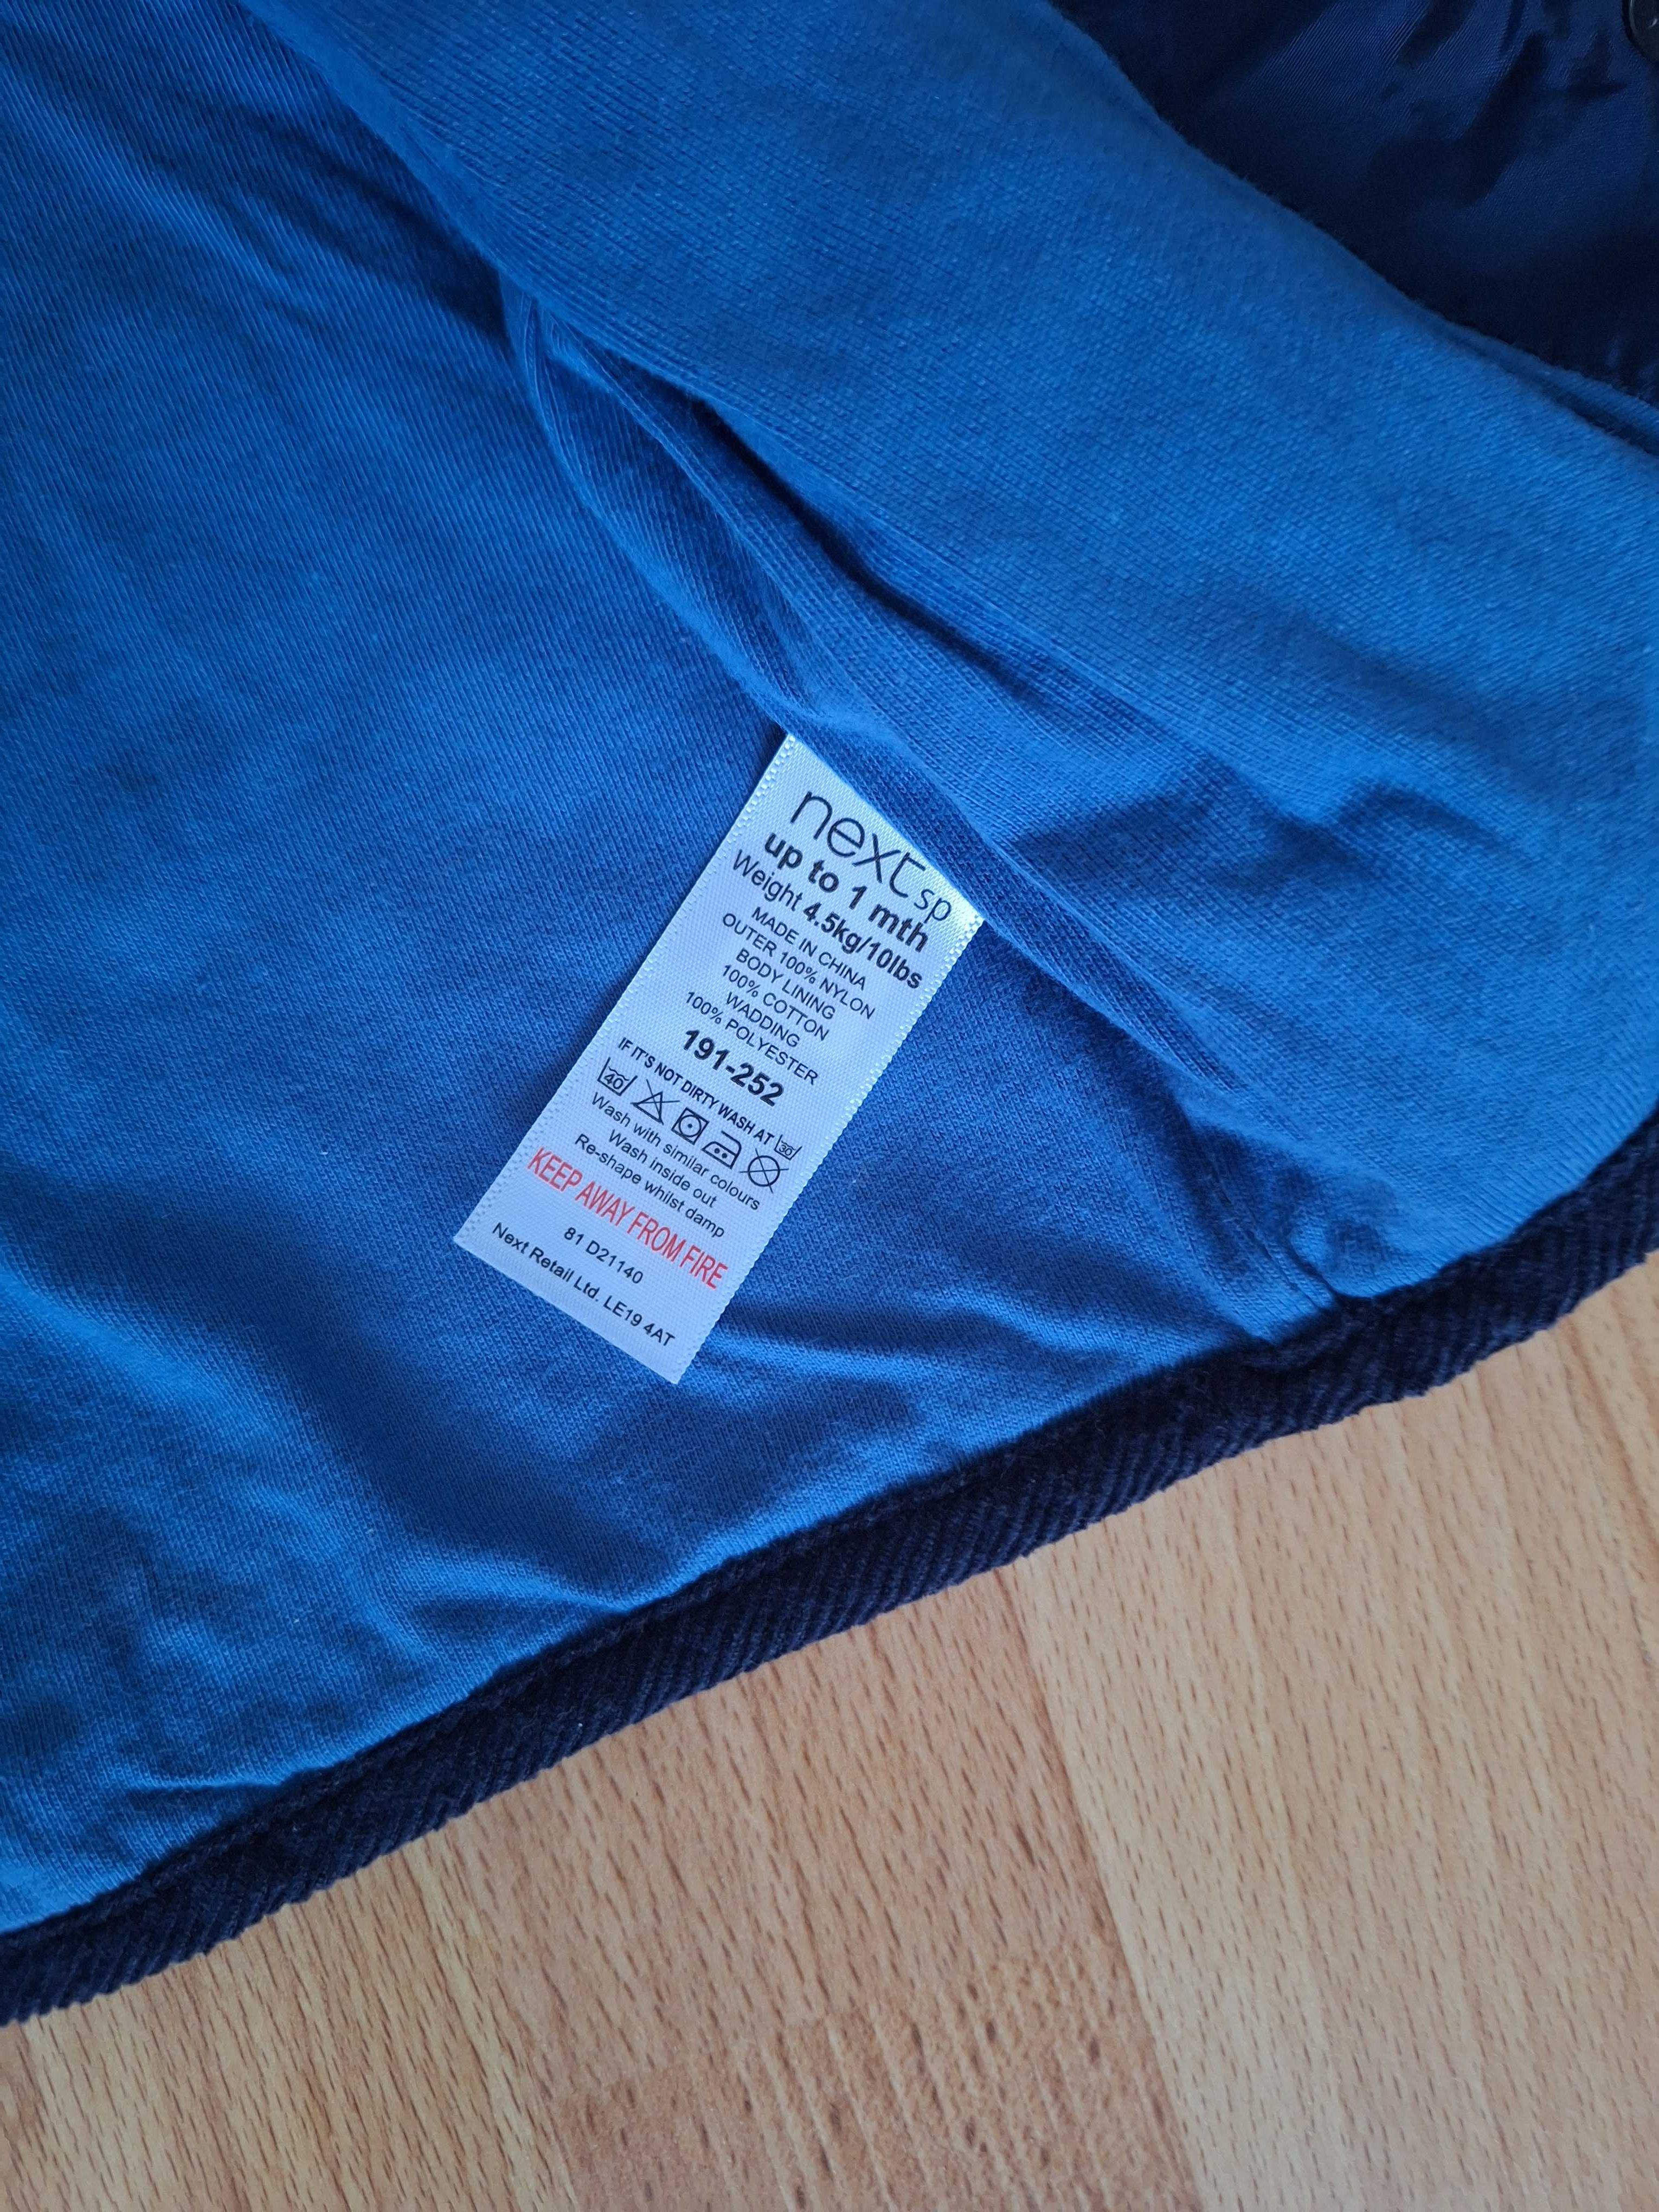 next sp
up to 1 mth
Weight 4.5kg/10lbs
MADE IN CHINA
OUTER 100% NYLON
BODY LINING
100% COTTON
WADDING
100% POLYESTER
191-252
IF IT'S NOT DIRTY WASH AT 30
40
Wash with similar colours
Wash inside out
Re-shape whilst damp
KEEP AWAY FROM FIRE
81 D21140
Next Retail Ltd. LE19 4AT